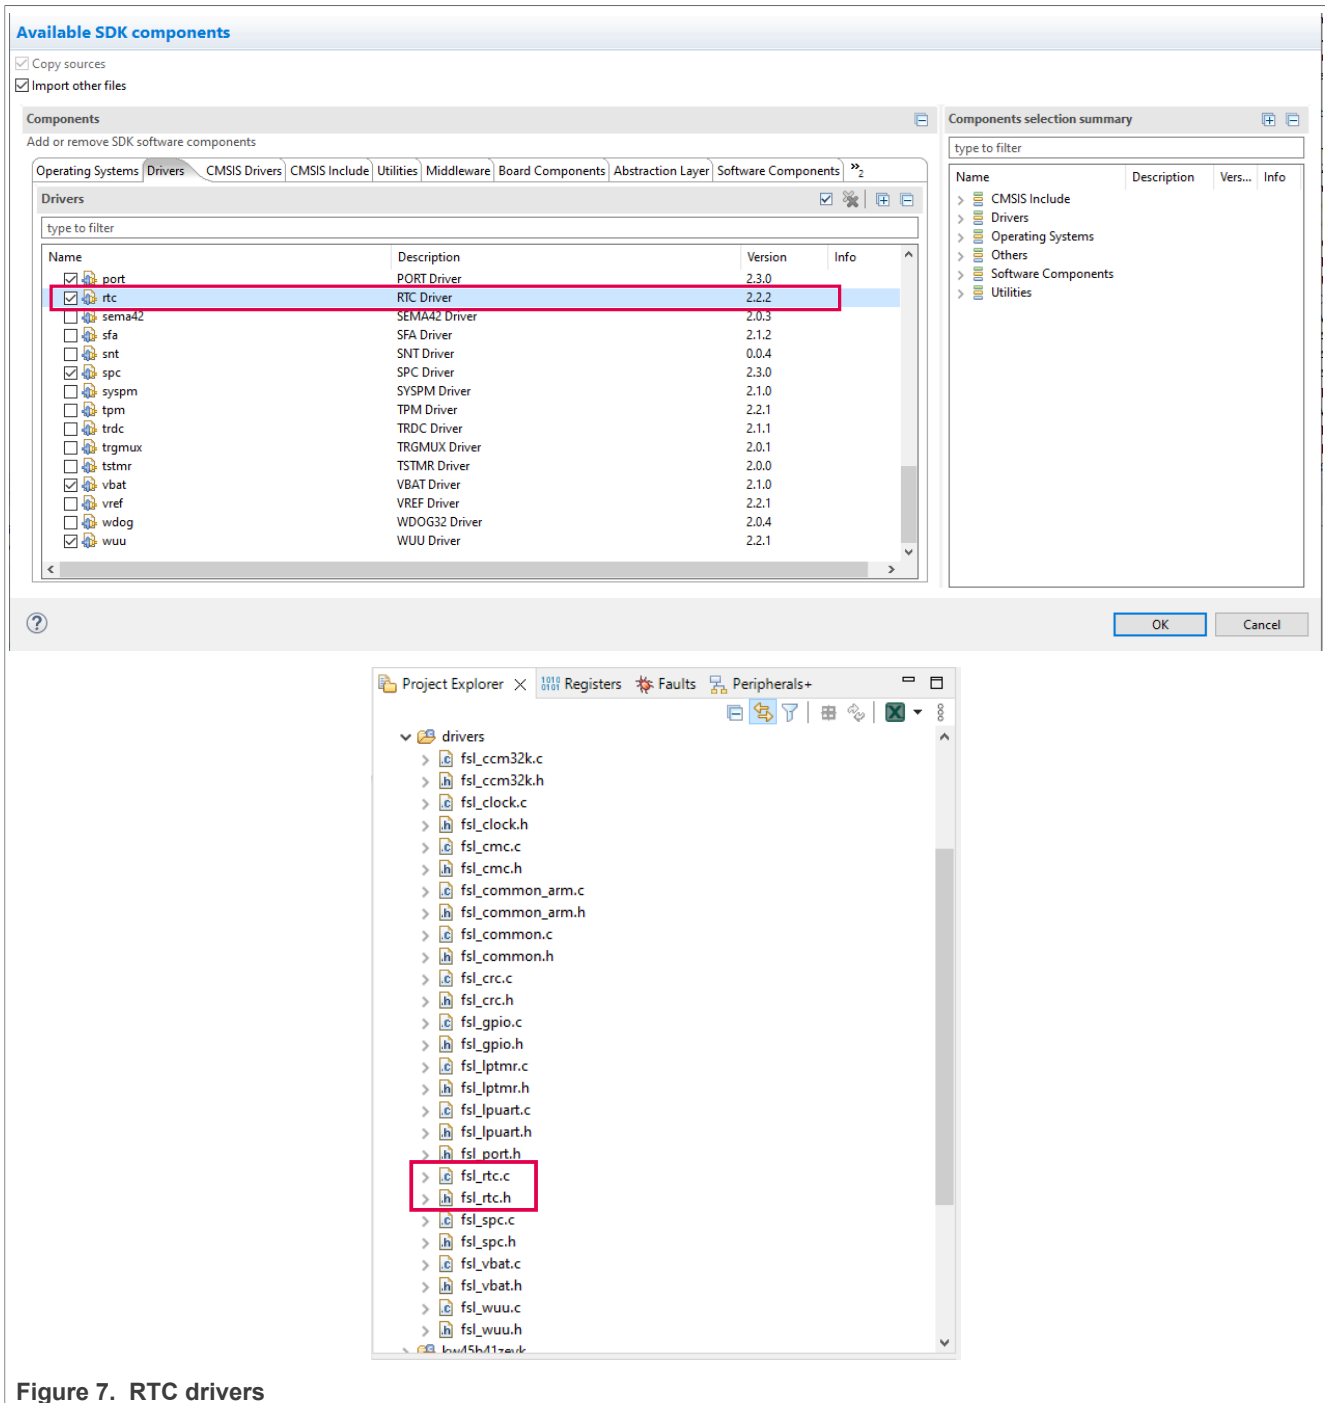 Available SDK components
Copy sources
Import other files
Components
Add or remove SDK software components
Operating Systems Drivers CMSIS Drivers CMSIS Include Utilities Middleware Board Components Abstraction Layer Software Components »2
Drivers
type to filter
Name Description Version Info
port PORT Driver 2.3.0
rtc RTC Driver 2.2.2
sema42 SEMA42 Driver 2.0.3
sfa SFA Driver 2.1.2
snt SNT Driver 0.0.4
spc SPC Driver 2.3.0
syspm SYSPM Driver 2.1.0
tpm TPM Driver 2.2.1
trdc TRDC Driver 2.1.1
trgmux TRGMUX Driver 2.0.1
tstmr TSTMR Driver 2.0.0
vbat VBAT Driver 2.1.0
vref VREF Driver 2.2.1
wdog WDOG32 Driver 2.0.4
wuu WUU Driver 2.2.1
Components selection summary
type to filter
Name Description Vers... Info
CMSIS Include
Drivers
Operating Systems
Others
Software Components
Utilities
OK Cancel
Project Explorer Registers Faults Peripherals+
drivers
fsl_ccm32k.c
fsl_ccm32k.h
fsl_clock.c
fsl_clock.h
fsl_cmc.c
fsl_cmc.h
fsl_common_arm.c
fsl_common_arm.h
fsl_common.c
fsl_common.h
fsl_crc.c
fsl_crc.h
fsl_gpio.c
fsl_gpio.h
fsl_lptmr.c
fsl_lptmr.h
fsl_lpuart.c
fsl_lpuart.h
fsl_port.h
fsl_rtc.c
fsl_rtc.h
fsl_spc.c
fsl_spc.h
fsl_vbat.c
fsl_vbat.h
fsl_wuu.c
fsl_wuu.h
kw45b41zevk
Figure 7. RTC drivers